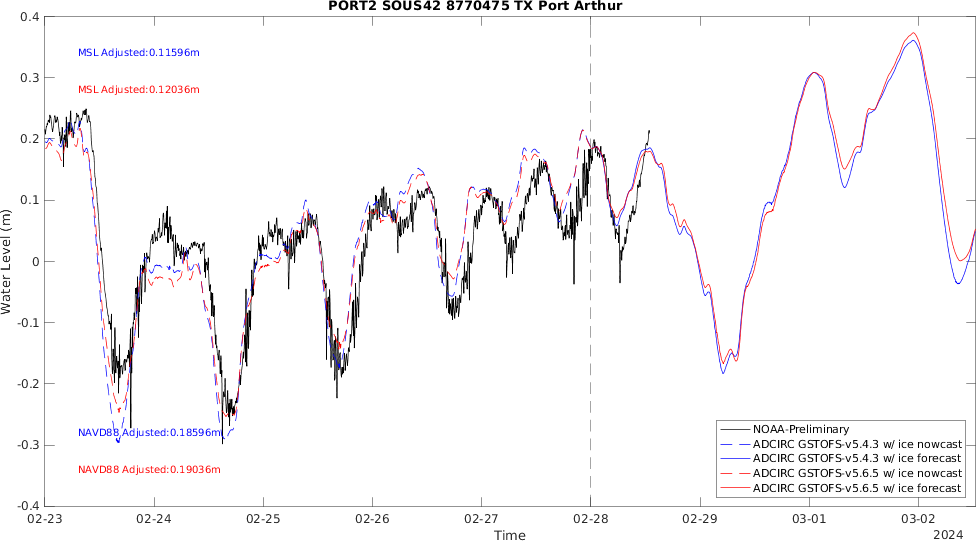 PORT2 SOUS42 8770475 TX Port Arthur
0.4
0.3
0.2
0.1
0
-0.1
-0.2
-0.3
-0.4
Water Level (m)
MSL Adjusted:0.11596m
MSL Adjusted:0.12036m
NAVD88 Adjusted:0.18596m
NAVD88 Adjusted:0.19036m
NOAA-Preliminary
ADCIRC GSTOFS-v5.4.3 w/ ice nowcast
ADCIRC GSTOFS-v5.4.3 w/ ice forecast
ADCIRC GSTOFS-v5.6.5 w/ ice nowcast
ADCIRC GSTOFS-v5.6.5 w/ ice forecast
02-23 02-24 02-25 02-26 02-27 02-28 02-29 03-01 03-02
Time
2024